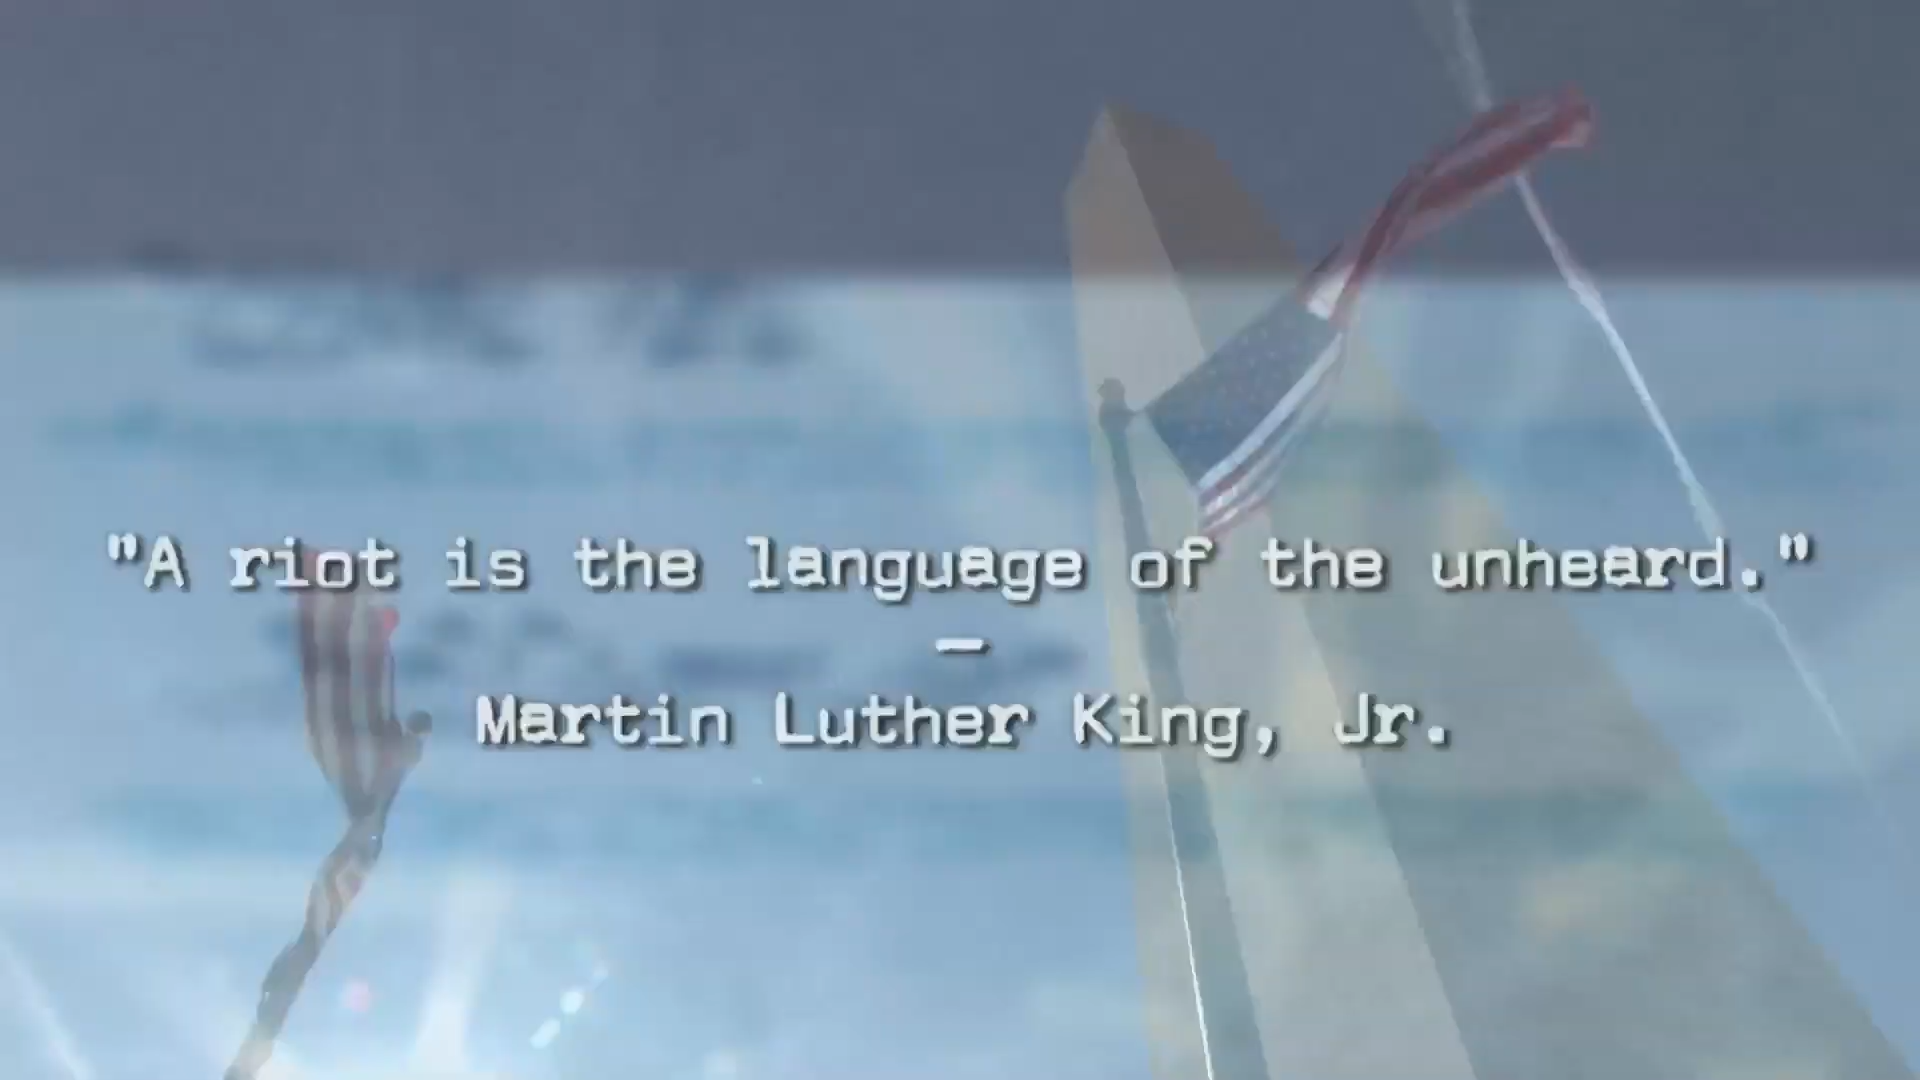 "A riot is the language of the unheard."
—
Martin Luther King, Jr.